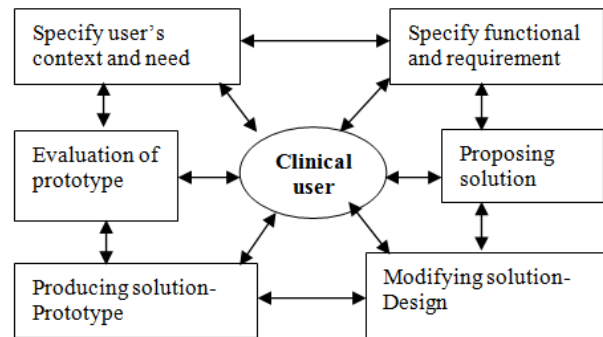 Specify user's
context and need
Specify functional
and requirement
Evaluation of
prototype
Clinical
user
Proposing
solution
Producing solution-
Prototype
Modifying solution-
Design